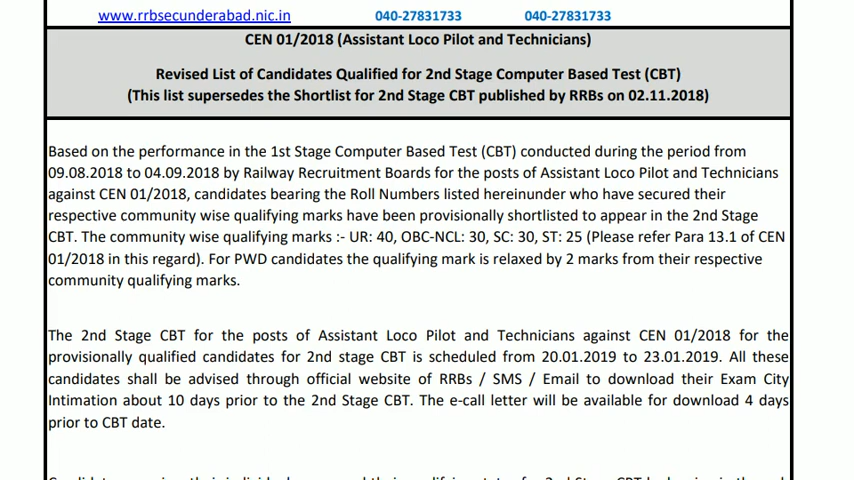 www.rrbsecunderabad.nic.in 040-27831733 040-27831733
CEN 01/2018 (Assistant Loco Pilot and Technicians)
Revised List of Candidates Qualified for 2nd Stage Computer Based Test (CBT)
(This list supersedes the Shortlist for 2nd Stage CBT published by RRBs on 02.11.2018)
Based on the performance in the 1st Stage Computer Based Test (CBT) conducted during the period from
09.08.2018 to 04.09.2018 by Railway Recruitment Boards for the posts of Assistant Loco Pilot and Technicians
against CEN 01/2018, candidates bearing the Roll Numbers listed hereinunder who have secured their
respective community wise qualifying marks have been provisionally shortlisted to appear in the 2nd Stage
CBT. The community wise qualifying marks :- UR: 40, OBC-NCL: 30, SC: 30, ST: 25 (Please refer Para 13.1 of CEN
01/2018 in this regard). For PWD candidates the qualifying mark is relaxed by 2 marks from their respective
community qualifying marks.
The 2nd Stage CBT for the posts of Assistant Loco Pilot and Technicians against CEN 01/2018 for the
provisionally qualified candidates for 2nd stage CBT is scheduled from 20.01.2019 to 23.01.2019. All these
candidates shall be advised through official website of RRBs / SMS / Email to download their Exam City
Intimation about 10 days prior to the 2nd Stage CBT. The e-call letter will be available for download 4 days
prior to CBT date.